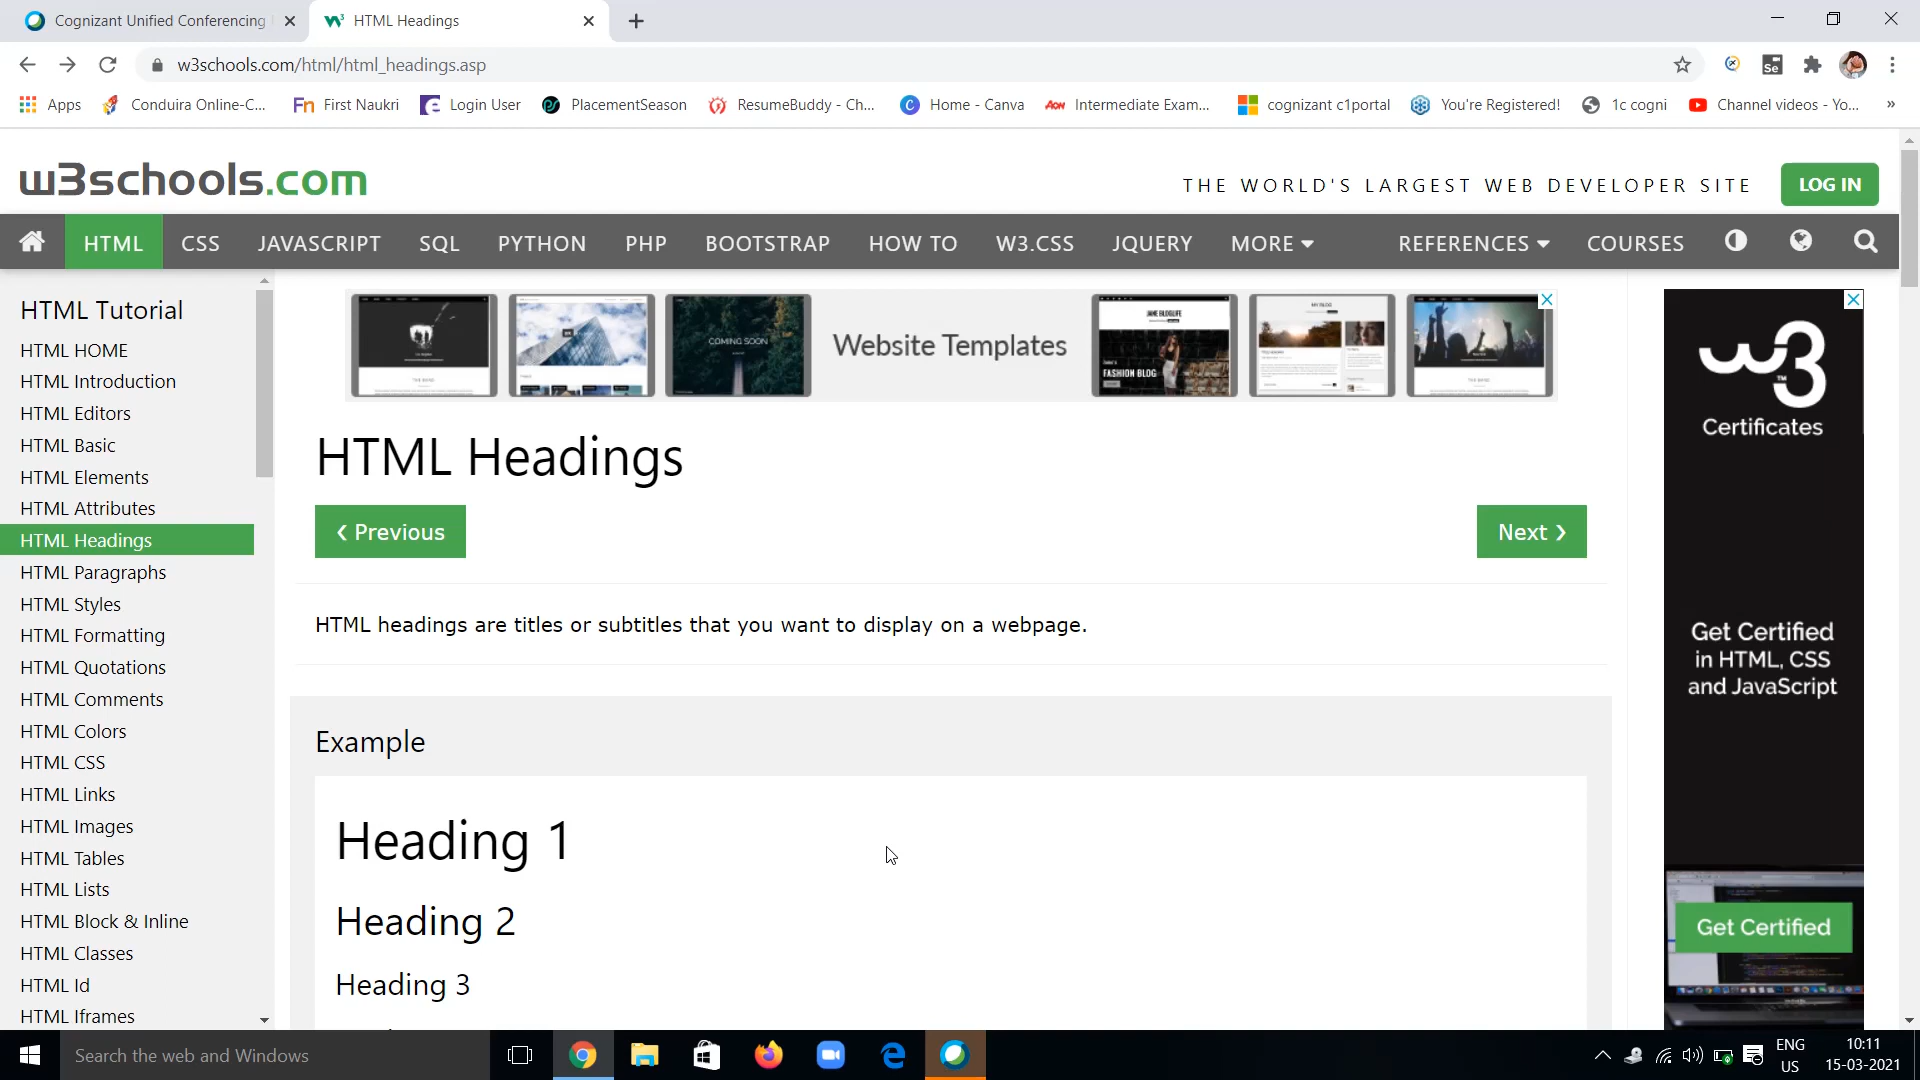 Cognizant Unified Conferencing
HTML Headings
w3schools.com/html/html_headings.asp
Apps
Conduira Online-C...
First Naukri
Login User
PlacementSeason
ResumeBuddy - Ch...
Home - Canva
Intermediate Exam...
cognizant c1portal
You're Registered!
1c cogni
Channel videos - Yo...
»
w3schools.com
THE WORLD'S LARGEST WEB DEVELOPER SITE
LOG IN
HTML
CSS
JAVASCRIPT
SQL
PYTHON
PHP
BOOTSTRAP
HOW TO
W3.CSS
JQUERY
MORE
REFERENCES
COURSES
HTML Tutorial
HTML HOME
HTML Introduction
HTML Editors
HTML Basic
HTML Elements
HTML Attributes
HTML Headings
HTML Paragraphs
HTML Styles
HTML Formatting
HTML Quotations
HTML Comments
HTML Colors
HTML CSS
HTML Links
HTML Images
HTML Tables
HTML Lists
HTML Block & Inline
HTML Classes
HTML Id
HTML Iframes
COMING SOON
Website Templates
JANE BLOGLIFE
FASHION BLOG
MY BLOG
HTML Headings
❮ Previous
Next ❯
HTML headings are titles or subtitles that you want to display on a webpage.
Example
Heading 1
Heading 2
Heading 3
w3
TM
Certificates
Get Certified
in HTML, CSS
and JavaScript
Get Certified
Search the web and Windows
ENG
US
10:11
15-03-2021